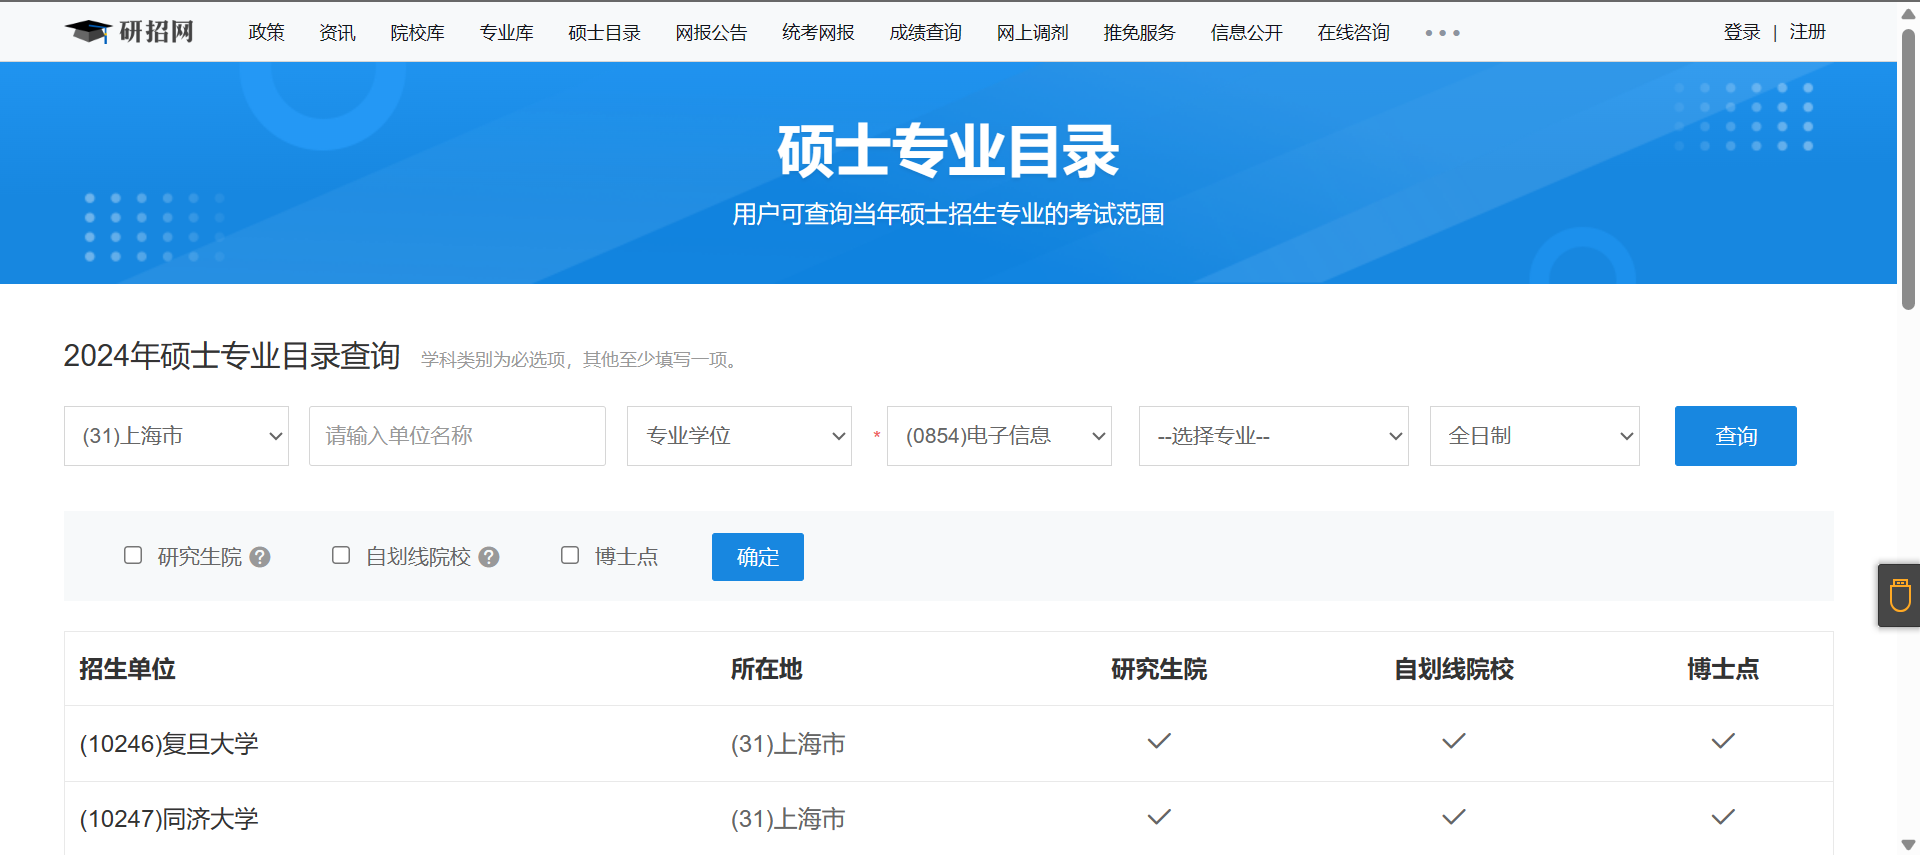 研招网 政策 资讯 院校库 专业库 硕士目录 网报公告 统考网报 成绩查询 网上调剂 推免服务 信息公开 在线咨询 ••• 登录 | 注册
硕士专业目录
用户可查询当年硕士招生专业的考试范围
2024年硕士专业目录查询 学科类别为必选项，其他至少填写一项。
(31)上海市 请输入单位名称 专业学位 * (0854)电子信息 --选择专业-- 全日制 查询
研究生院 ? 自划线院校 ? 博士点 确定
招生单位 所在地 研究生院 自划线院校 博士点
(10246)复旦大学 (31)上海市
(10247)同济大学 (31)上海市